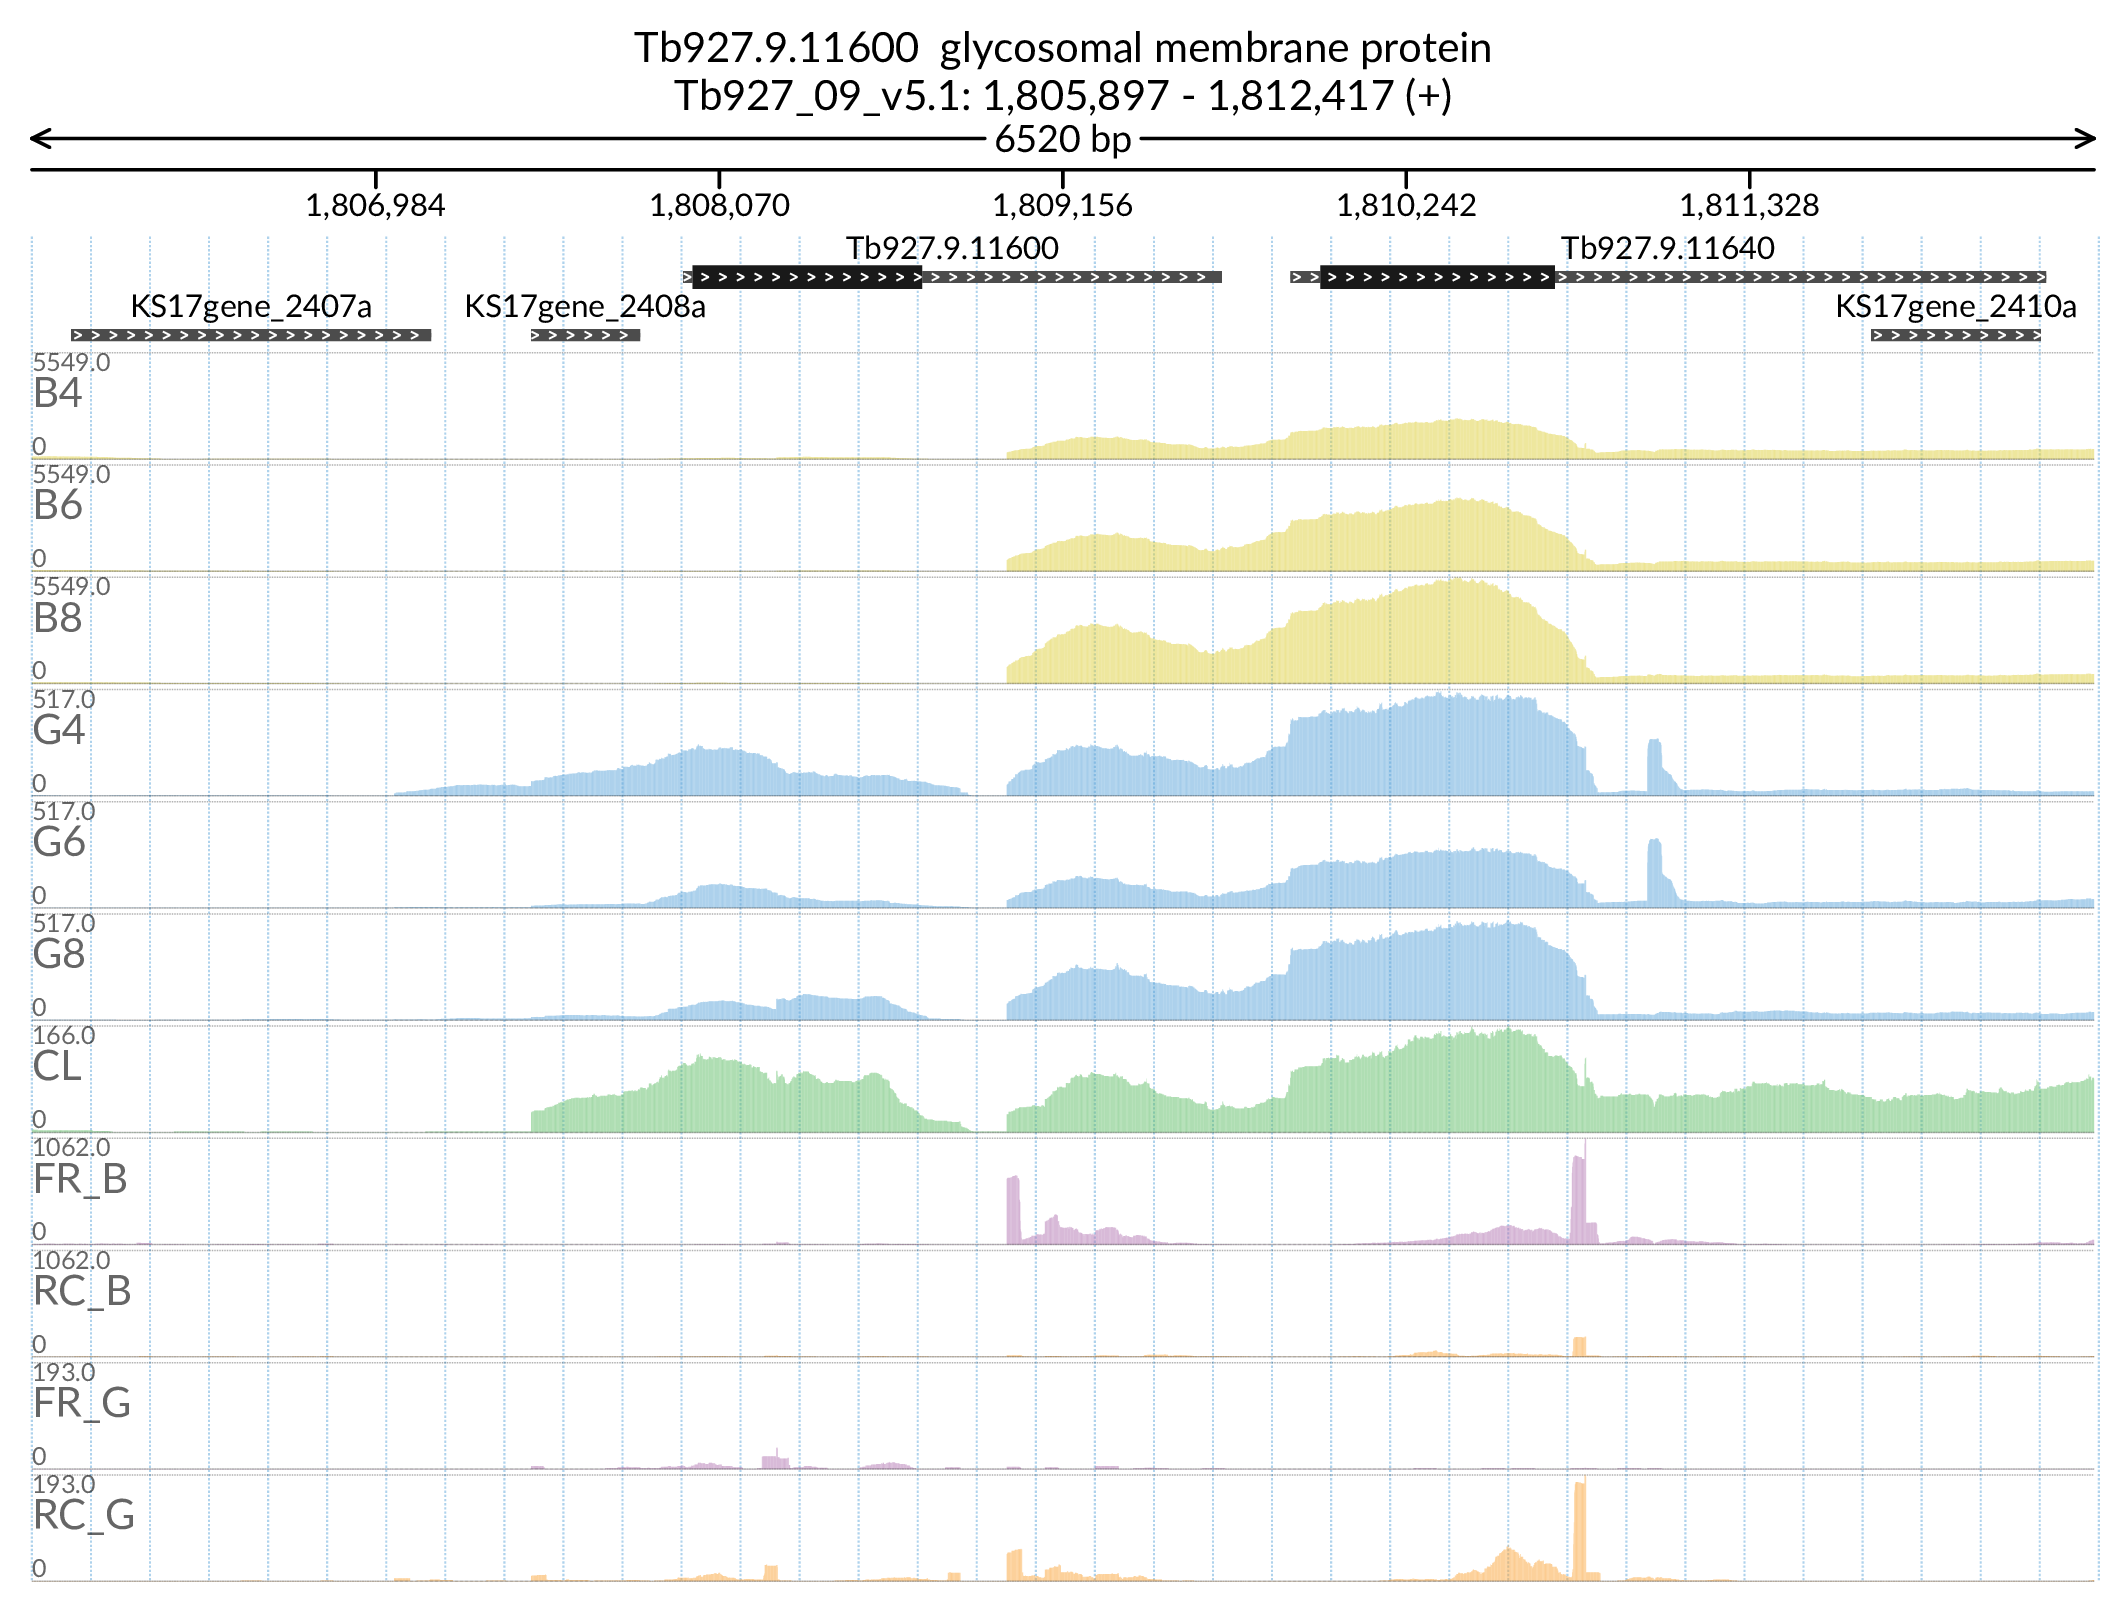 Tb927.9.11600 glycosomal membrane protein
Tb927_09_v5.1: 1,805,897 - 1,812,417 (+)
6520 bp
1,806,984 1,808,070 1,809,156 1,810,242 1,811,328
Tb927.9.11600 Tb927.9.11640
KS17gene_2407a KS17gene_2408a KS17gene_2410a
5549.0
B4
0
5549.0
B6
0
5549.0
B8
0
517.0
G4
0
517.0
G6
0
517.0
G8
0
166.0
CL
0
1062.0
FR_B
0
1062.0
RC_B
0
193.0
FR_G
0
193.0
RC_G
0